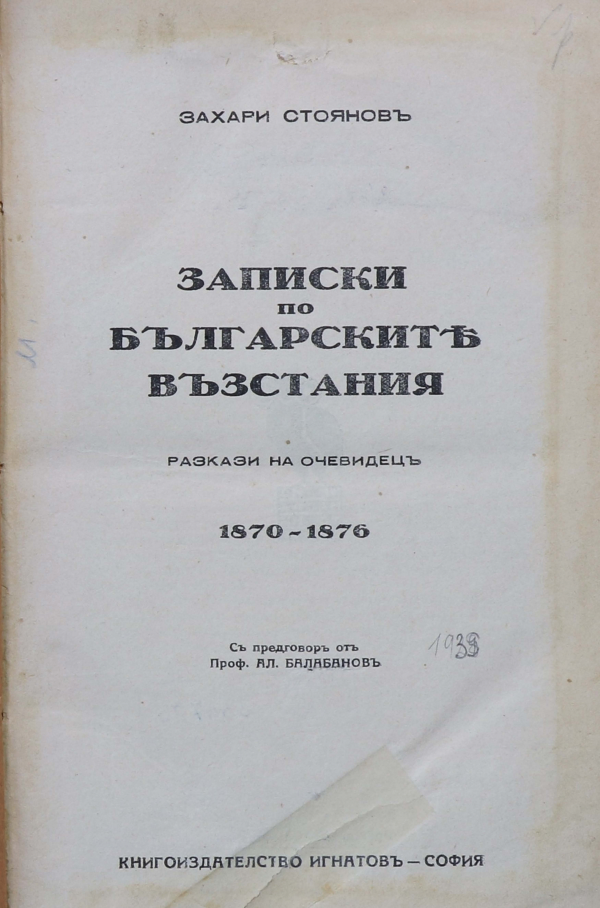 ЗАХАРИ СТОЯНОВЪ
ЗАПИСКИ
ПО
БЪЛГАРСКИТѢ
ВЪЗСТАНИЯ
РАЗКАЗИ НА ОЧЕВИДЕЦЪ
1870 - 1876
Съ предговоръ отъ
Проф. АЛ. БАЛАБАНОВЪ
КНИГОИЗДАТЕЛСТВО ИГНАТОВЪ — СОФИЯ